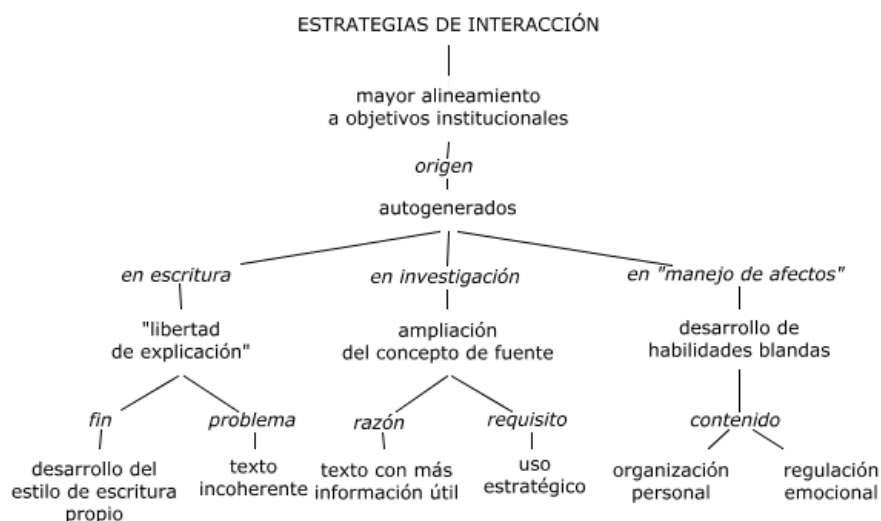 ESTRATEGIAS DE INTERACCIÓN
mayor alineamiento
a objetivos institucionales
origen
autogenerados
en escritura
en investigación
en "manejo de afectos"
"libertad
de explicación"
ampliación
del concepto de fuente
desarrollo de
habilidades blandas
fin
problema
razón
requisito
contenido
desarrollo del
estilo de escritura
propio
texto
incoherente
texto con más
información útil
uso
estratégico
organización
personal
regulación
emocional